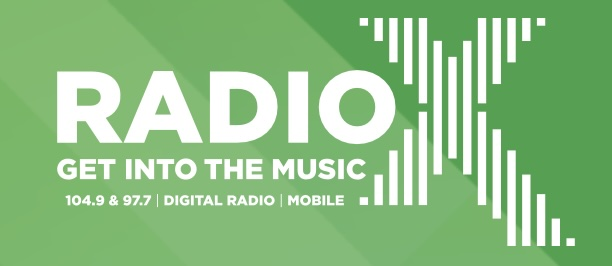 RADIO X
GET INTO THE MUSIC
104.9 & 97.7 | DIGITAL RADIO | MOBILE